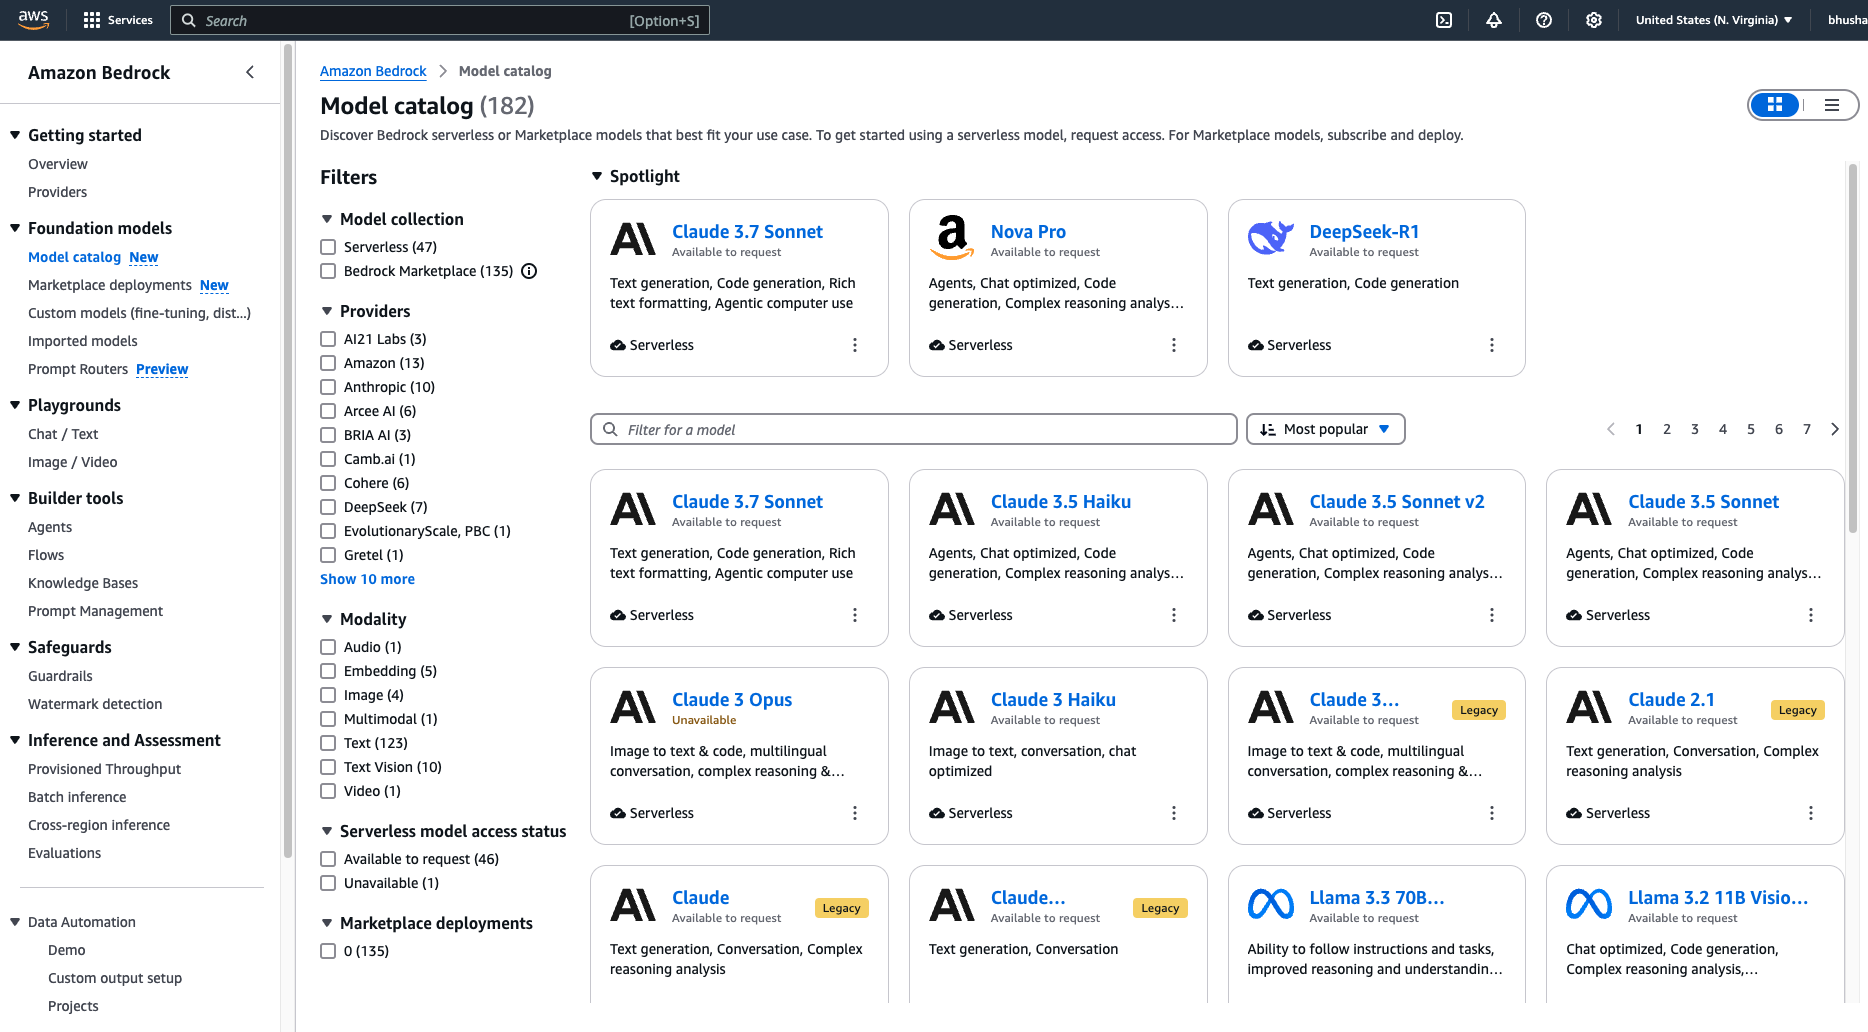 aws
Services
Search
[Option+S]
United States (N. Virginia)
bhusha
Amazon Bedrock
Getting started
Overview
Providers
Foundation models
Model catalog New
Marketplace deployments New
Custom models (fine-tuning, dist...)
Imported models
Prompt Routers Preview
Playgrounds
Chat / Text
Image / Video
Builder tools
Agents
Flows
Knowledge Bases
Prompt Management
Safeguards
Guardrails
Watermark detection
Inference and Assessment
Provisioned Throughput
Batch inference
Cross-region inference
Evaluations
Data Automation
Demo
Custom output setup
Projects
Amazon Bedrock > Model catalog
Model catalog (182)
Discover Bedrock serverless or Marketplace models that best fit your use case. To get started using a serverless model, request access. For Marketplace models, subscribe and deploy.
Filters
Model collection
Serverless (47)
Bedrock Marketplace (135)
Providers
AI21 Labs (3)
Amazon (13)
Anthropic (10)
Arcee AI (6)
BRIA AI (3)
Camb.ai (1)
Cohere (6)
DeepSeek (7)
EvolutionaryScale, PBC (1)
Gretel (1)
Show 10 more
Modality
Audio (1)
Embedding (5)
Image (4)
Multimodal (1)
Text (123)
Text Vision (10)
Video (1)
Serverless model access status
Available to request (46)
Unavailable (1)
Marketplace deployments
0 (135)
Spotlight
Claude 3.7 Sonnet
Available to request
Text generation, Code generation, Rich
text formatting, Agentic computer use
Serverless
Nova Pro
Available to request
Agents, Chat optimized, Code
generation, Complex reasoning analys...
Serverless
DeepSeek-R1
Available to request
Text generation, Code generation
Serverless
Filter for a model
Most popular
1 2 3 4 5 6 7
Claude 3.7 Sonnet
Available to request
Text generation, Code generation, Rich
text formatting, Agentic computer use
Serverless
Claude 3.5 Haiku
Available to request
Agents, Chat optimized, Code
generation, Complex reasoning analys...
Serverless
Claude 3.5 Sonnet v2
Available to request
Agents, Chat optimized, Code
generation, Complex reasoning analys...
Serverless
Claude 3.5 Sonnet
Available to request
Agents, Chat optimized, Code
generation, Complex reasoning analys...
Serverless
Claude 3 Opus
Unavailable
Image to text & code, multilingual
conversation, complex reasoning &...
Serverless
Claude 3 Haiku
Available to request
Image to text, conversation, chat
optimized
Serverless
Claude 3...
Available to request
Legacy
Image to text & code, multilingual
conversation, complex reasoning &...
Serverless
Claude 2.1
Available to request
Legacy
Text generation, Conversation, Complex
reasoning analysis
Serverless
Claude
Available to request
Legacy
Text generation, Conversation, Complex
reasoning analysis
Claude...
Available to request
Legacy
Text generation, Conversation
Llama 3.3 70B...
Available to request
Ability to follow instructions and tasks,
improved reasoning and understandin...
Llama 3.2 11B Visio...
Available to request
Chat optimized, Code generation,
Complex reasoning analysis,...